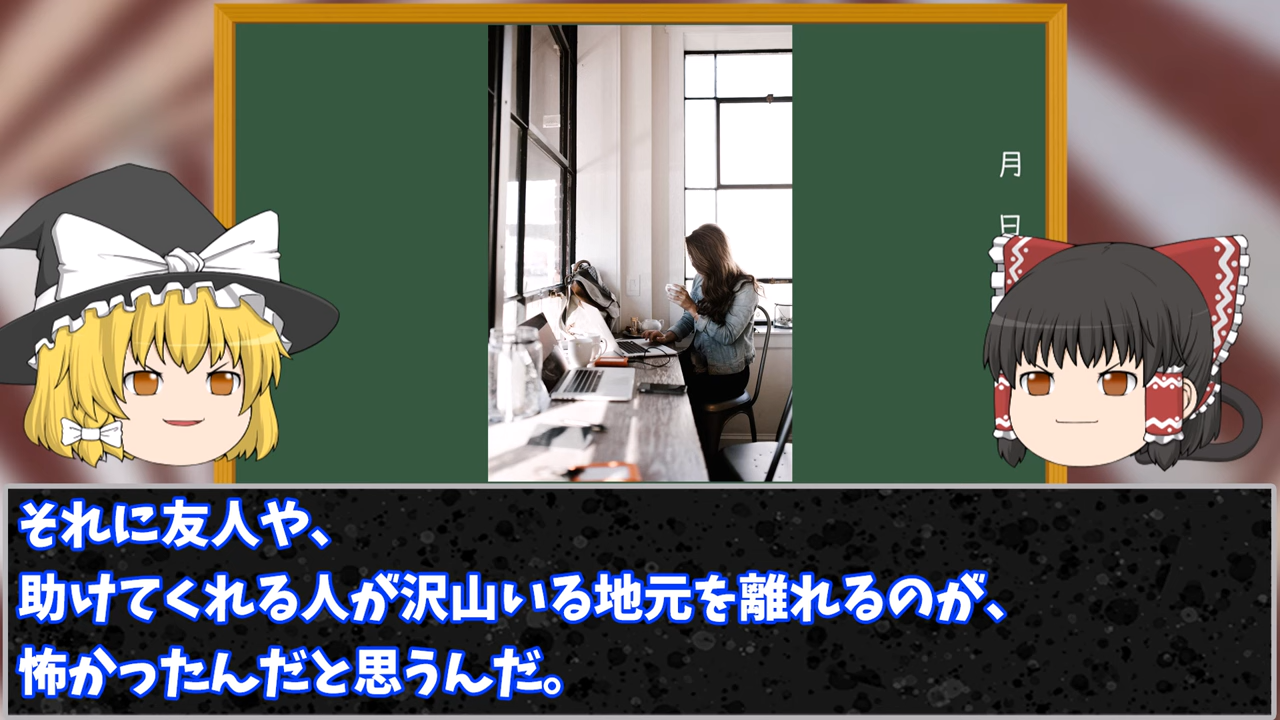 月
日
それに友人や、
助けてくれる人が沢山いる地元を離れるのが、
怖かったんだと思うんだ。